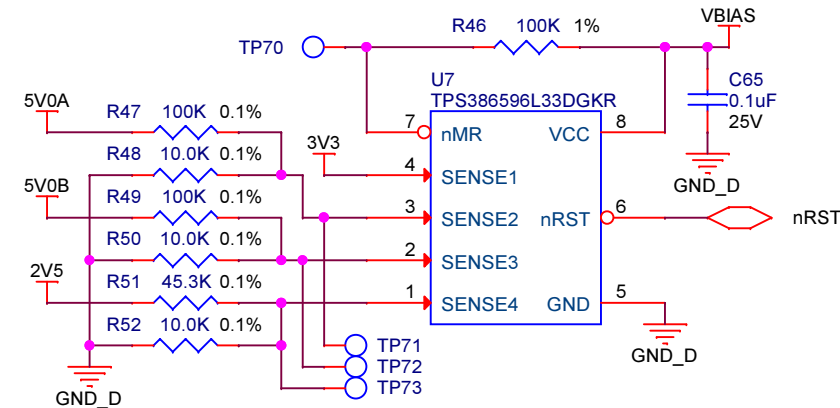 VBIAS
R46 100K 1%
TP70
U7
TPS386596L33DGKR
C65
0.1uF
25V
GND_D
5V0A
R47 100K 0.1%
7 nMR VCC 8
R48 10.0K 0.1%
3V3
4 SENSE1
5V0B
R49 100K 0.1%
3 SENSE2 nRST 6 nRST
R50 10.0K 0.1%
2 SENSE3
2V5
R51 45.3K 0.1%
1 SENSE4 GND 5
R52 10.0K 0.1%
TP71
TP72
TP73
GND_D
GND_D